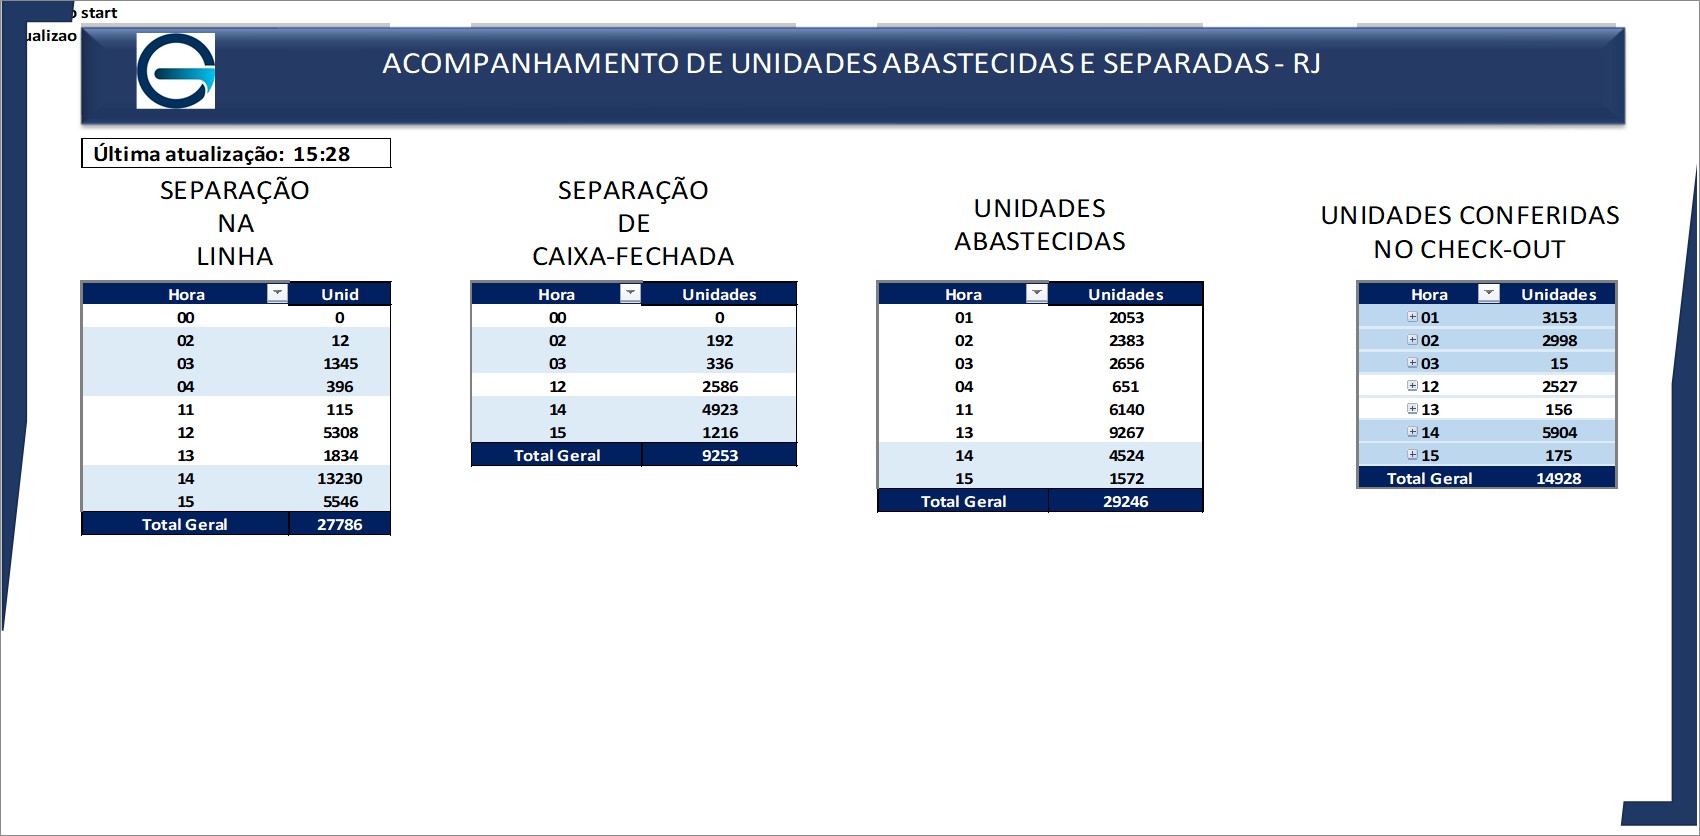 start
ualizao
ACOMPANHAMENTO DE UNIDADES ABASTECIDAS E SEPARADAS - RJ
Última atualização: 15:28
SEPARAÇÃO
NA
LINHA
Hora Unid
00 0
02 12
03 1345
04 396
11 115
12 5308
13 1834
14 13230
15 5546
Total Geral 27786
SEPARAÇÃO
DE
CAIXA-FECHADA
Hora Unidades
00 0
02 192
03 336
12 2586
14 4923
15 1216
Total Geral 9253
UNIDADES
ABASTECIDAS
Hora Unidades
01 2053
02 2383
03 2656
04 651
11 6140
13 9267
14 4524
15 1572
Total Geral 29246
UNIDADES CONFERIDAS
NO CHECK-OUT
Hora Unidades
01 3153
02 2998
03 15
12 2527
13 156
14 5904
15 175
Total Geral 14928